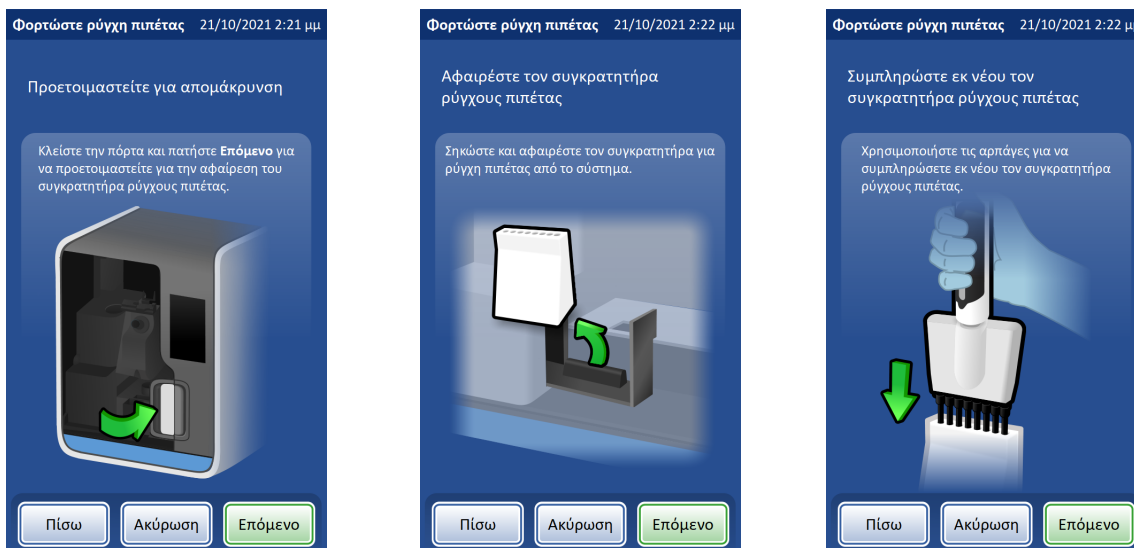 Φορτώστε ρύγχη πιπέτας 21/10/2021 2:21 μμ
Προετοιμαστείτε για απομάκρυνση
Κλείστε την πόρτα και πατήστε Επόμενο για
να προετοιμαστείτε για την αφαίρεση του
συγκρατητήρα ρύγχους πιπέτας.
Πίσω
Ακύρωση
Επόμενο
Φορτώστε ρύγχη πιπέτας 21/10/2021 2:22 μμ
Αφαιρέστε τον συγκρατητήρα
ρύγχους πιπέτας
Σηκώστε και αφαιρέστε τον συγκρατητήρα για
ρύγχη πιπέτας από το σύστημα.
Πίσω
Ακύρωση
Επόμενο
Φορτώστε ρύγχη πιπέτας 21/10/2021 2:22 μμ
Συμπληρώστε εκ νέου τον
συγκρατητήρα ρύγχους πιπέτας
Χρησιμοποιήστε τις αρπάγες για να
συμπληρώσετε εκ νέου τον συγκρατητήρα
ρύγχους πιπέτας.
Πίσω
Ακύρωση
Επόμενο